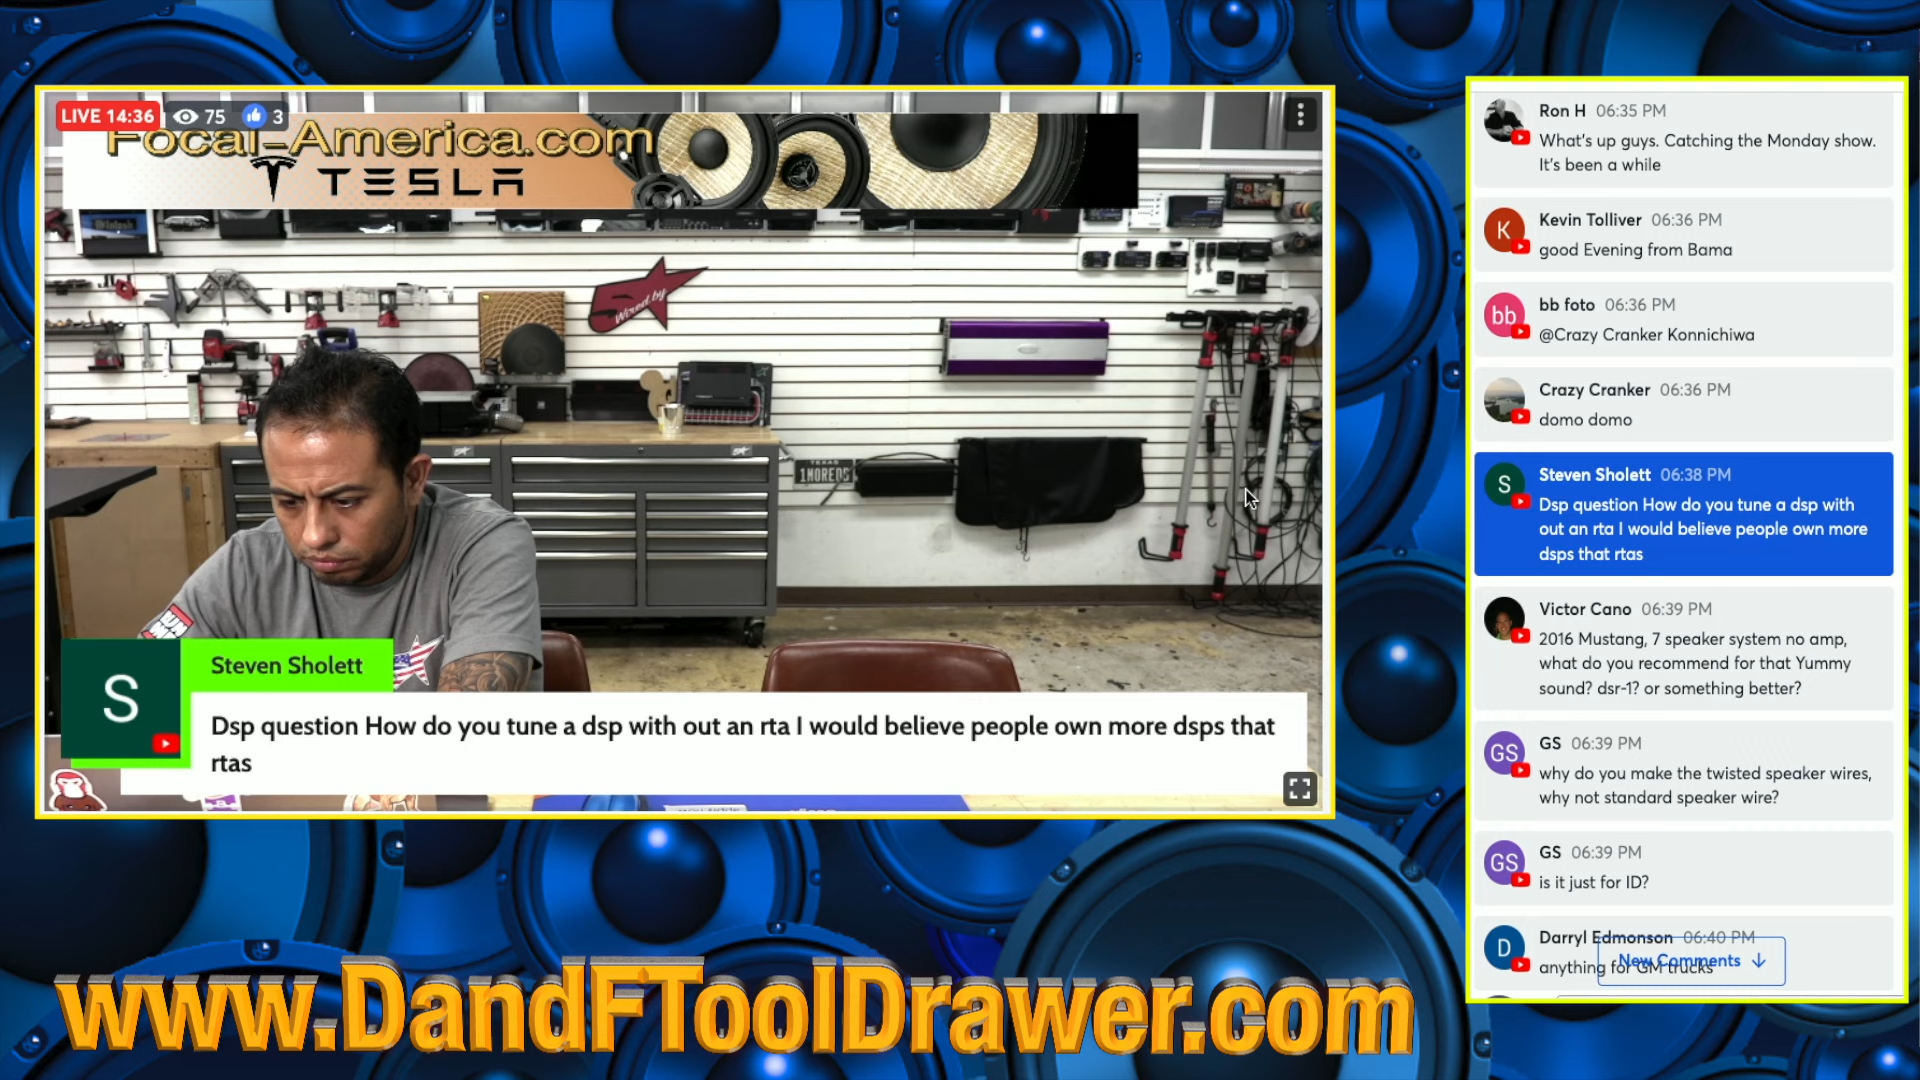 LIVE 14:36 75 3
Focal-America.com
TESLA
Wired by
TEXAS
1MORED5
S
Steven Sholett
Dsp question How do you tune a dsp with out an rta I would believe people own more dsps that
rtas
www.DandFToolDrawer.com
Ron H 06:35 PM
What's up guys. Catching the Monday show.
It's been a while
K
Kevin Tolliver 06:36 PM
good Evening from Bama
bb
bb foto 06:36 PM
@Crazy Cranker Konnichiwa
Crazy Cranker 06:36 PM
domo domo
S
Steven Sholett 06:38 PM
Dsp question How do you tune a dsp with
out an rta I would believe people own more
dsps that rtas
Victor Cano 06:39 PM
2016 Mustang, 7 speaker system no amp,
what do you recommend for that Yummy
sound? dsr-1? or something better?
GS
GS 06:39 PM
why do you make the twisted speaker wires,
why not standard speaker wire?
GS
GS 06:39 PM
is it just for ID?
D
Darryl Edmonson 06:40 PM
anything for GM trucks
New Comments